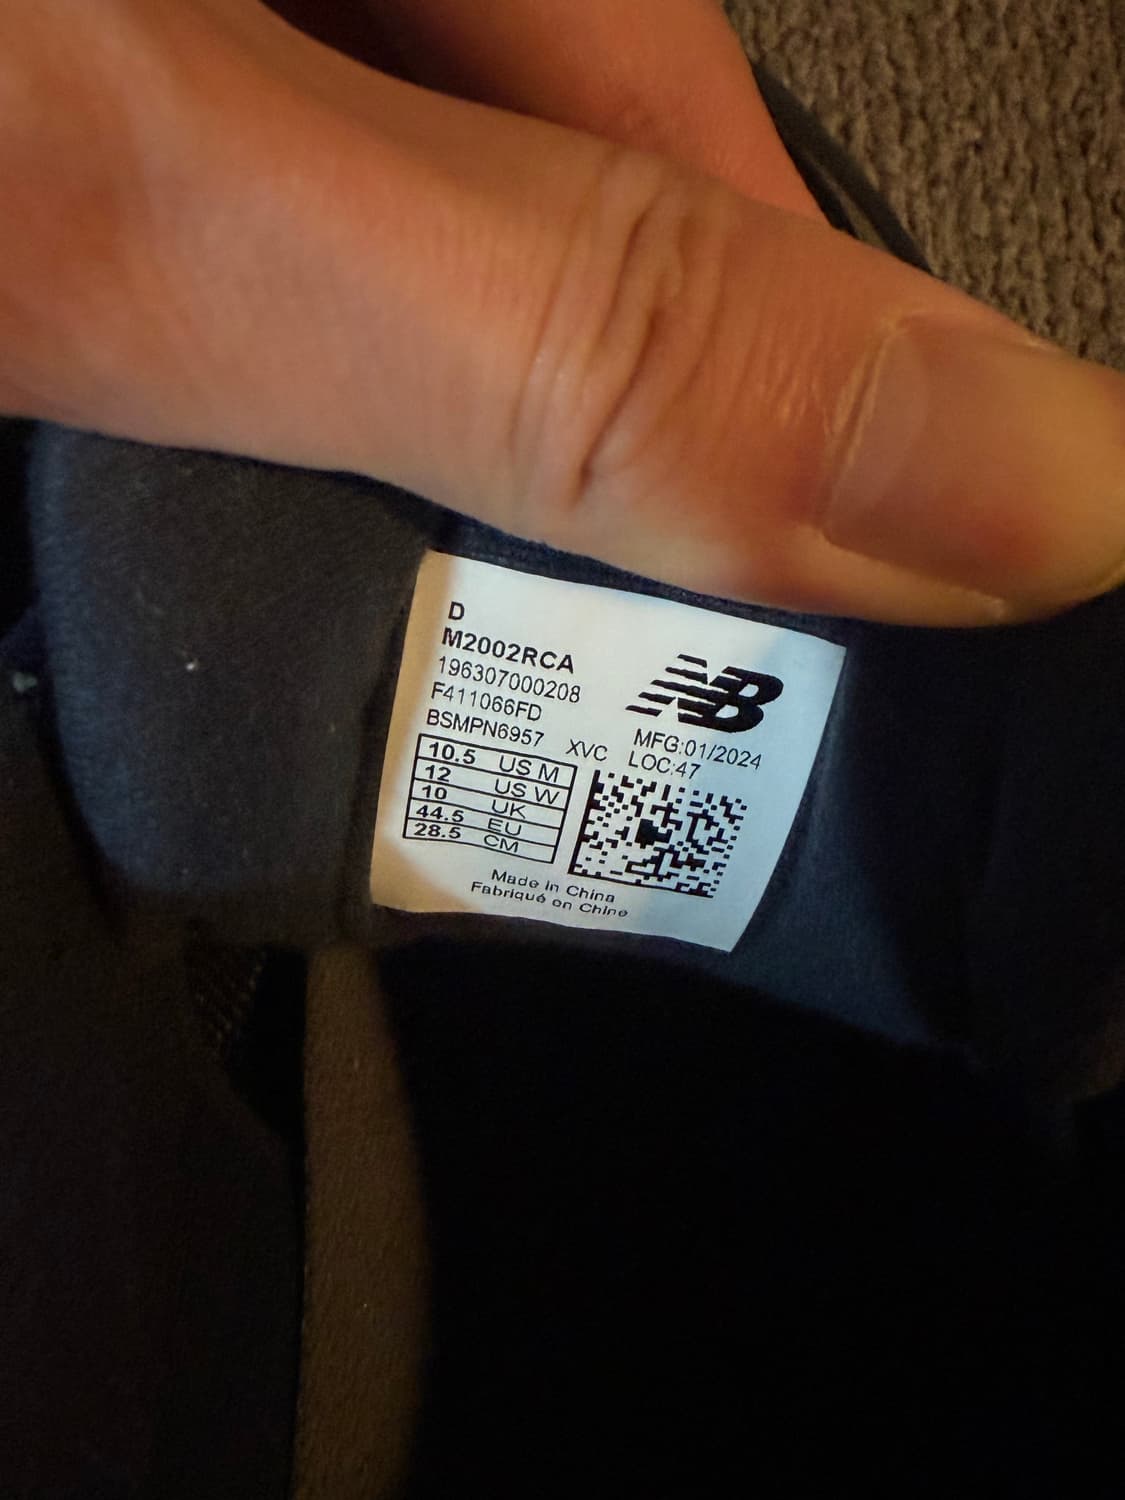 D
M2002RCA
196307000208
F411066FD
BSMPN6957 XVC
NB
MFG:01/2024
LOC:47
10.5 US M
12 US W
10 UK
44.5 EU
28.5 CM
Made in China
Fabriqué en Chine